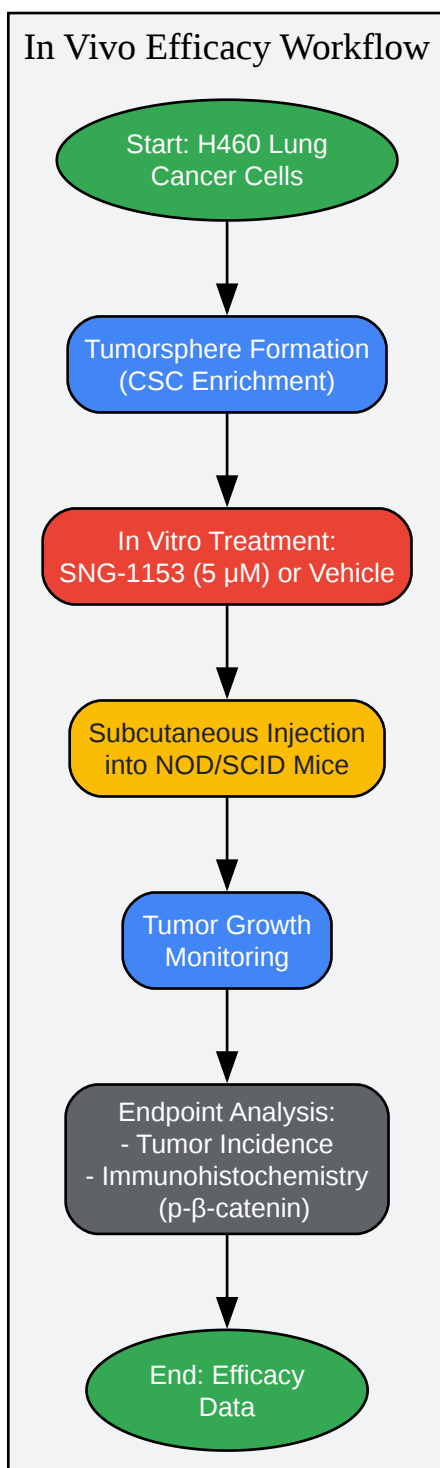 In Vivo Efficacy Workflow
Start: H460 Lung
Cancer Cells
Tumorsphere Formation
(CSC Enrichment)
In Vitro Treatment:
SNG-1153 (5 μM) or Vehicle
Subcutaneous Injection
into NOD/SCID Mice
Tumor Growth
Monitoring
Endpoint Analysis:
- Tumor Incidence
- Immunohistochemistry
(p-β-catenin)
End: Efficacy
Data